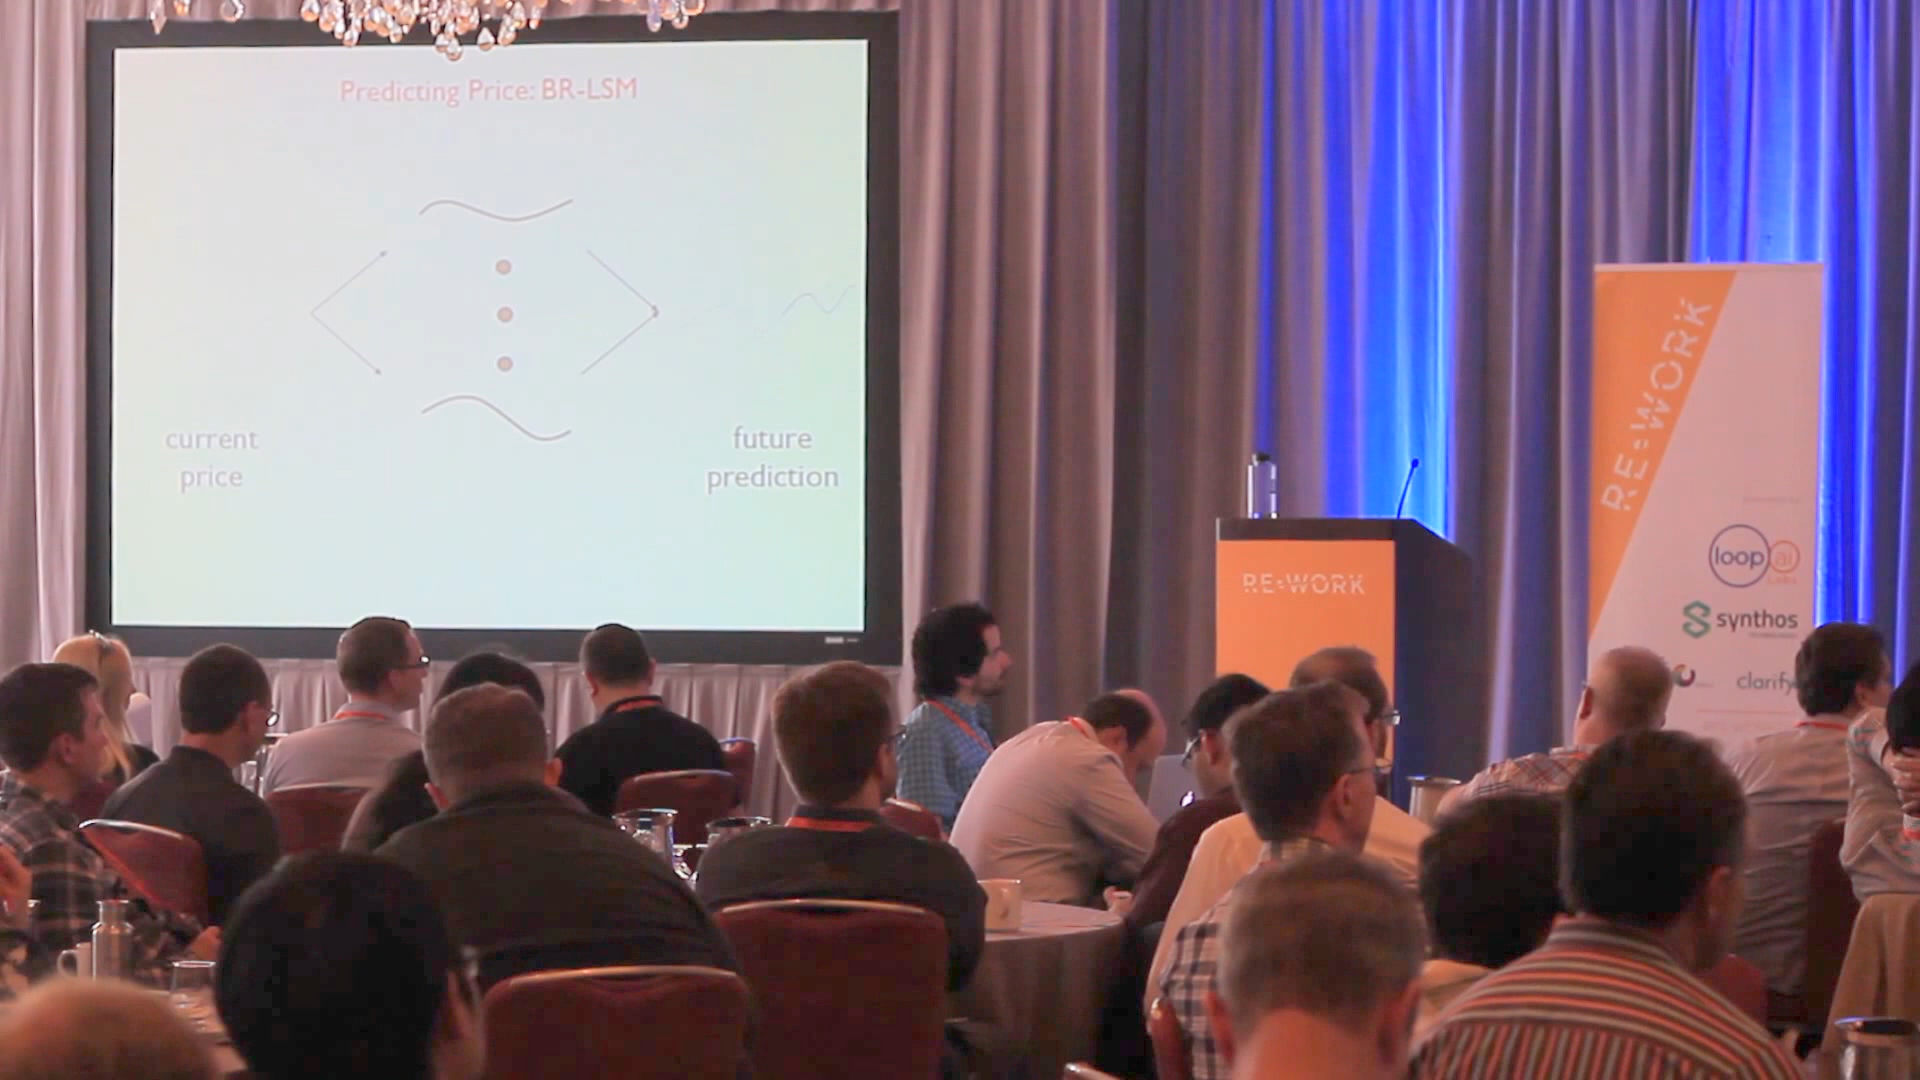 Predicting Price: BR-LSM
current
price
future
prediction
RE•WORK
RE•WORK
loop ai
Labs
synthos
clarify